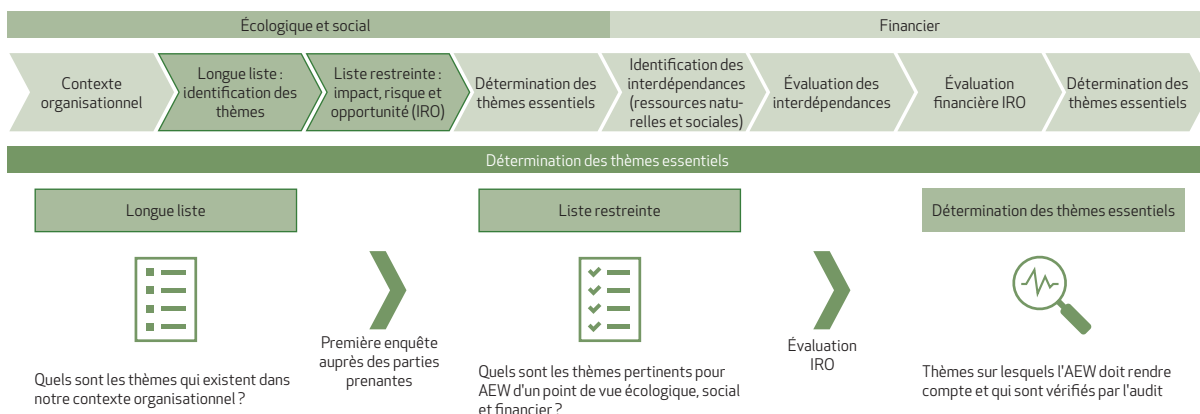 Écologique et social
Financier
Contexte
organisationnel
Longue liste :
identification des
thèmes
Liste restreinte :
impact, risque et
opportunité (IRO)
Détermination des
thèmes essentiels
Identification des
interdépendances
(ressources natu-
relles et sociales)
Évaluation des
interdépendances
Évaluation
financière IRO
Détermination des
thèmes essentiels
Détermination des thèmes essentiels
Longue liste
Liste restreinte
Détermination des thèmes essentiels
Première enquête
auprès des parties
prenantes
Évaluation
IRO
Quels sont les thèmes qui existent dans
notre contexte organisationnel ?
Quels sont les thèmes pertinents pour
AEW d'un point de vue écologique, social
et financier ?
Thèmes sur lesquels l'AEW doit rendre
compte et qui sont vérifiés par l'audit